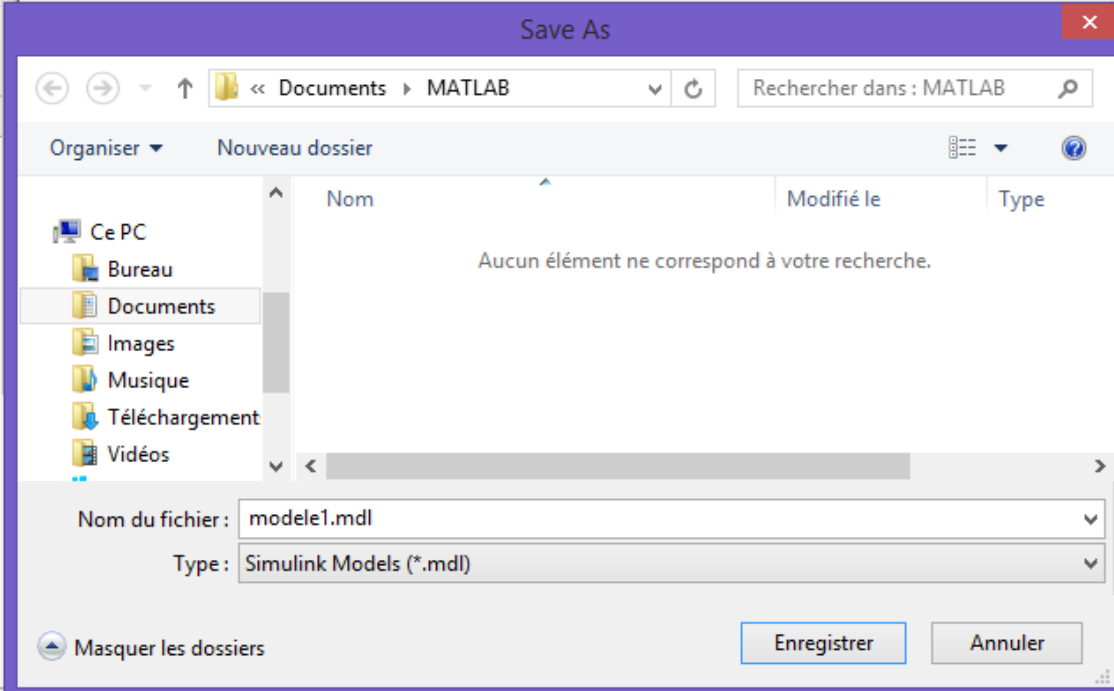 Save As
« Documents MATLAB
Rechercher dans : MATLAB
Organiser Nouveau dossier
Nom Modifié le Type
Aucun élément ne correspond à votre recherche.
Ce PC
Bureau
Documents
Images
Musique
Téléchargement
Vidéos
Nom du fichier : modele1.mdl
Type : Simulink Models (*.mdl)
Masquer les dossiers Enregistrer Annuler